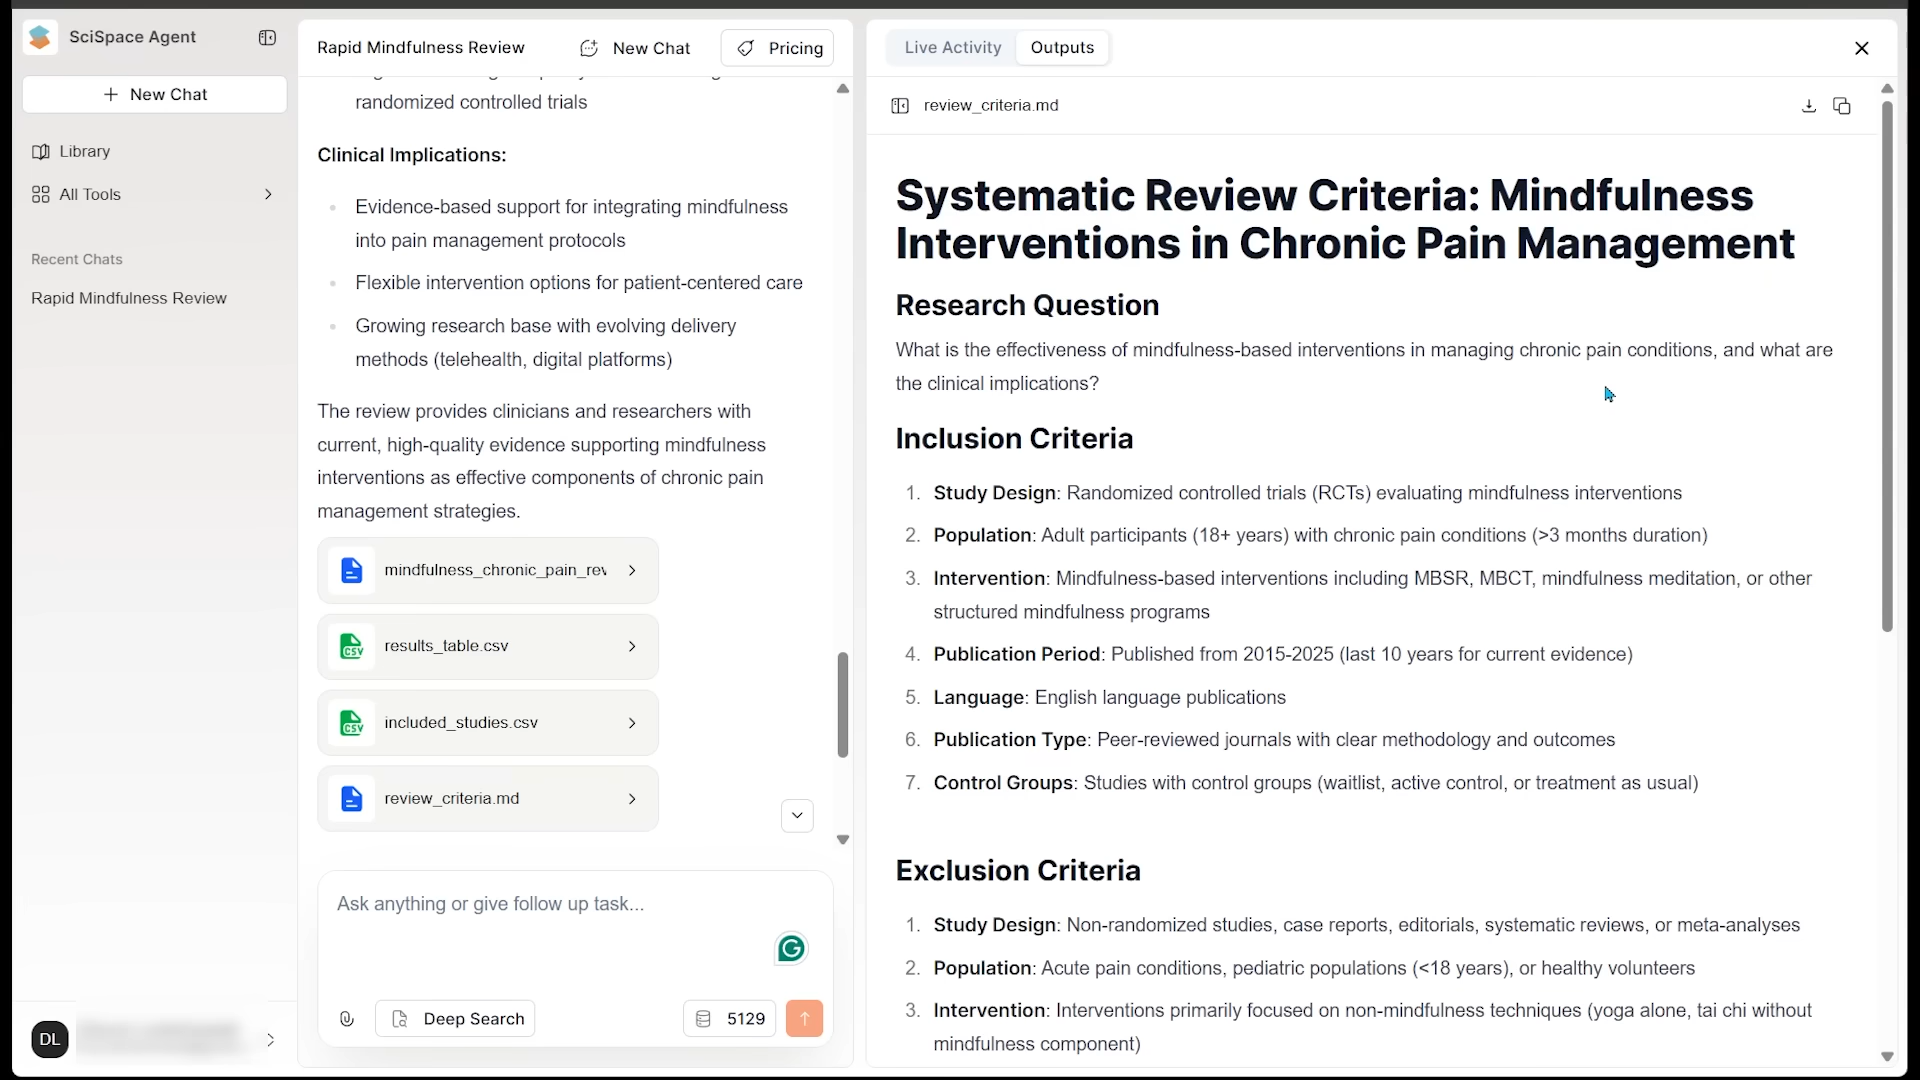 SciSpace Agent
New Chat
Library
All Tools
Recent Chats
Rapid Mindfulness Review
DL
Rapid Mindfulness Review
New Chat
Pricing
randomized controlled trials
Clinical Implications:
Evidence-based support for integrating mindfulness
into pain management protocols
Flexible intervention options for patient-centered care
Growing research base with evolving delivery
methods (telehealth, digital platforms)
The review provides clinicians and researchers with
current, high-quality evidence supporting mindfulness
interventions as effective components of chronic pain
management strategies.
mindfulness_chronic_pain_rev
CSV
results_table.csv
CSV
included_studies.csv
review_criteria.md
Ask anything or give follow up task...
G
Deep Search
5129
Live Activity
Outputs
review_criteria.md
Systematic Review Criteria: Mindfulness
Interventions in Chronic Pain Management
Research Question
What is the effectiveness of mindfulness-based interventions in managing chronic pain conditions, and what are
the clinical implications?
Inclusion Criteria
1. Study Design: Randomized controlled trials (RCTs) evaluating mindfulness interventions
2. Population: Adult participants (18+ years) with chronic pain conditions (>3 months duration)
3. Intervention: Mindfulness-based interventions including MBSR, MBCT, mindfulness meditation, or other
structured mindfulness programs
4. Publication Period: Published from 2015-2025 (last 10 years for current evidence)
5. Language: English language publications
6. Publication Type: Peer-reviewed journals with clear methodology and outcomes
7. Control Groups: Studies with control groups (waitlist, active control, or treatment as usual)
Exclusion Criteria
1. Study Design: Non-randomized studies, case reports, editorials, systematic reviews, or meta-analyses
2. Population: Acute pain conditions, pediatric populations (<18 years), or healthy volunteers
3. Intervention: Interventions primarily focused on non-mindfulness techniques (yoga alone, tai chi without
mindfulness component)